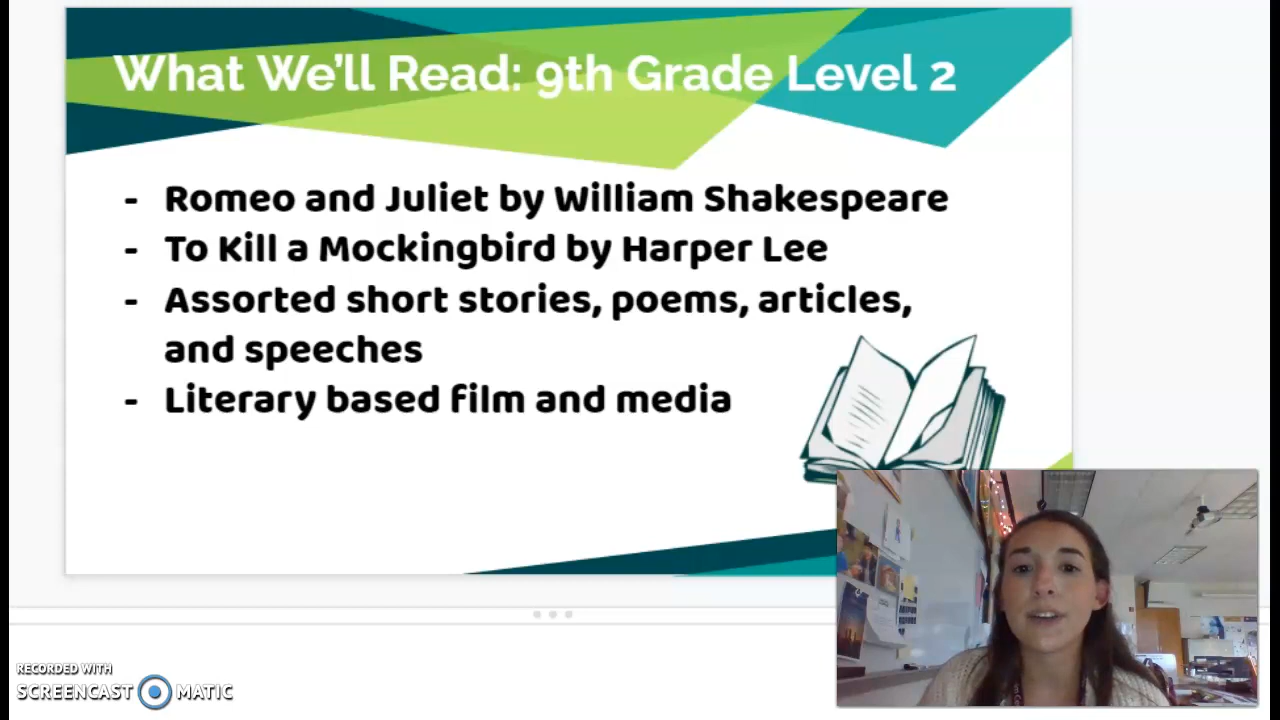 What We'll Read: 9th Grade Level 2
- Romeo and Juliet by William Shakespeare
- To Kill a Mockingbird by Harper Lee
- Assorted short stories, poems, articles,
and speeches
- Literary based film and media
RECORDED WITH
SCREENCAST MATIC